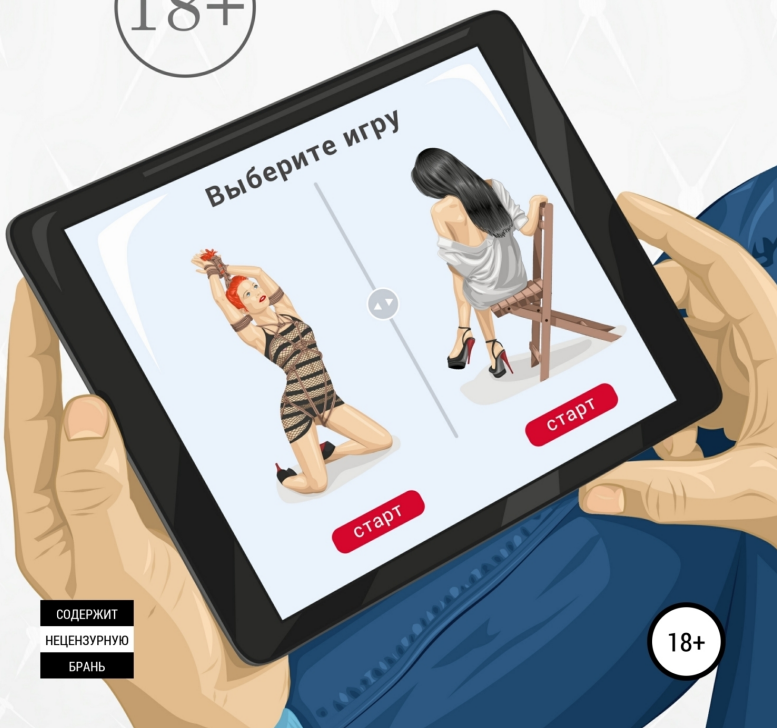 18+
Выберите игру
старт
старт
СОДЕРЖИТ
НЕЦЕНЗУРНУЮ
БРАНЬ
18+